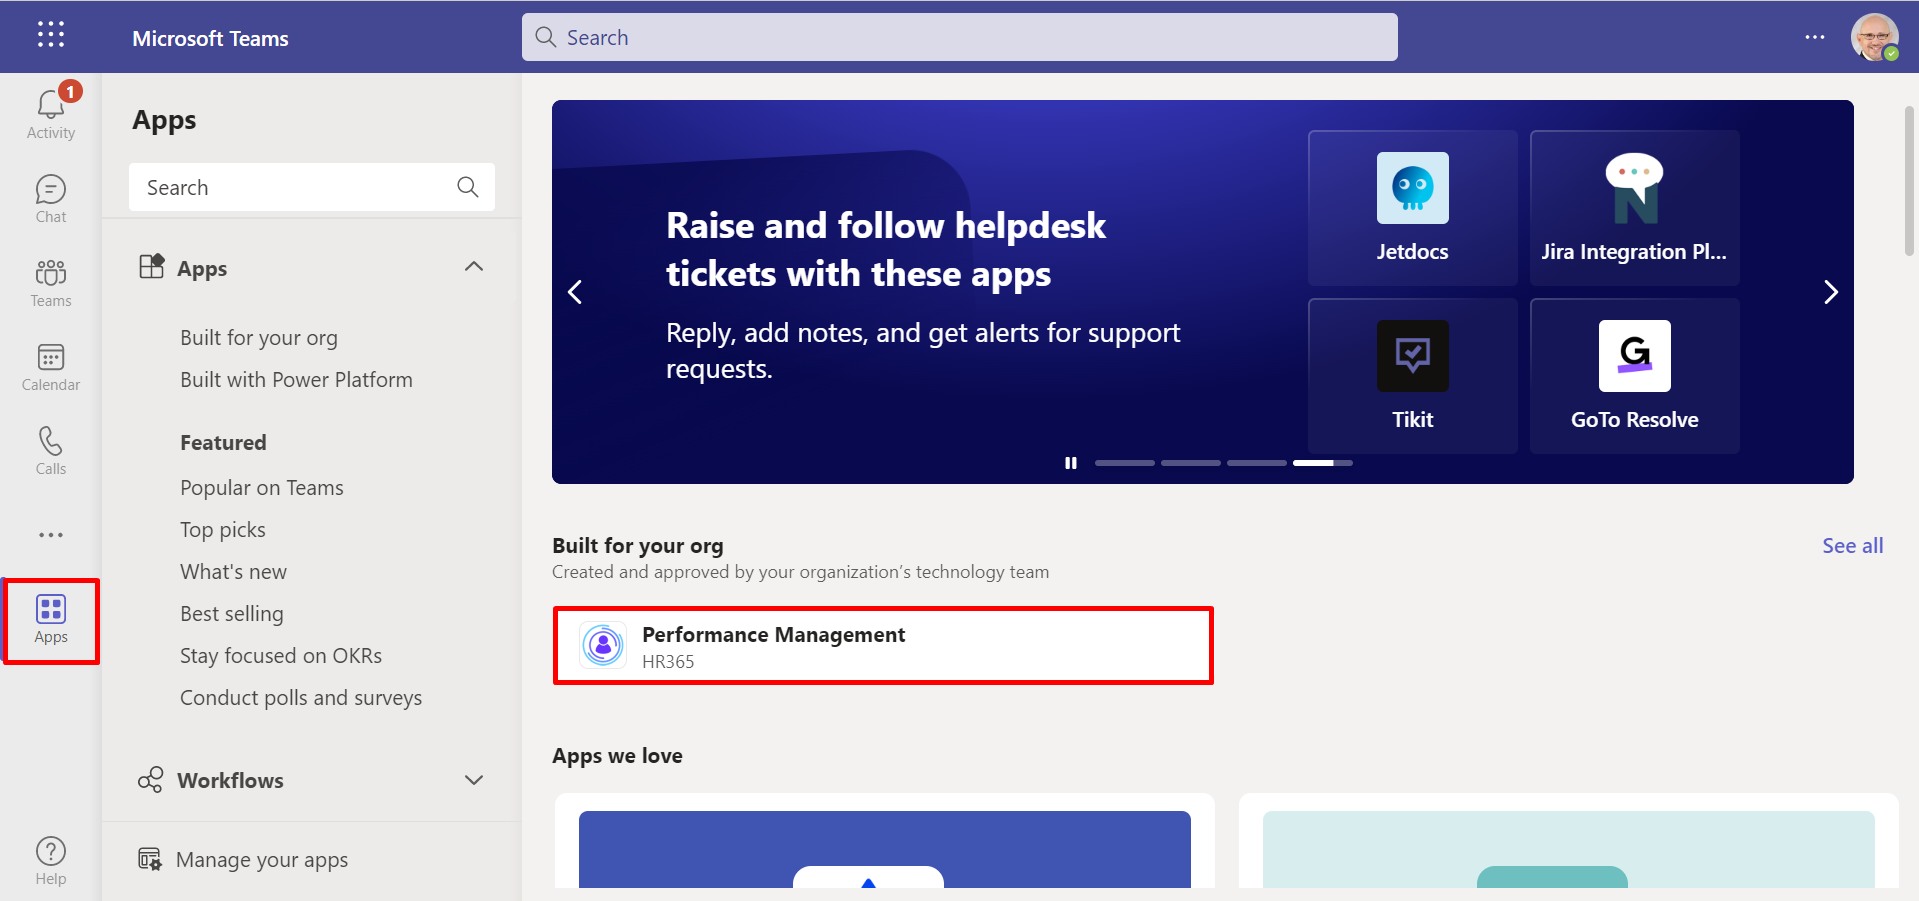 Microsoft Teams
Search
1
Activity
Chat
Teams
Calendar
Calls
Apps
Help
Apps
Search
Apps
Built for your org
Built with Power Platform
Featured
Popular on Teams
Top picks
What's new
Best selling
Stay focused on OKRs
Conduct polls and surveys
Workflows
Manage your apps
Raise and follow helpdesk
tickets with these apps
Reply, add notes, and get alerts for support
requests.
Jetdocs
N
Jira Integration Pl...
Tikit
G
GoTo Resolve
Built for your org
See all
Created and approved by your organization’s technology team
Performance Management
HR365
Apps we love